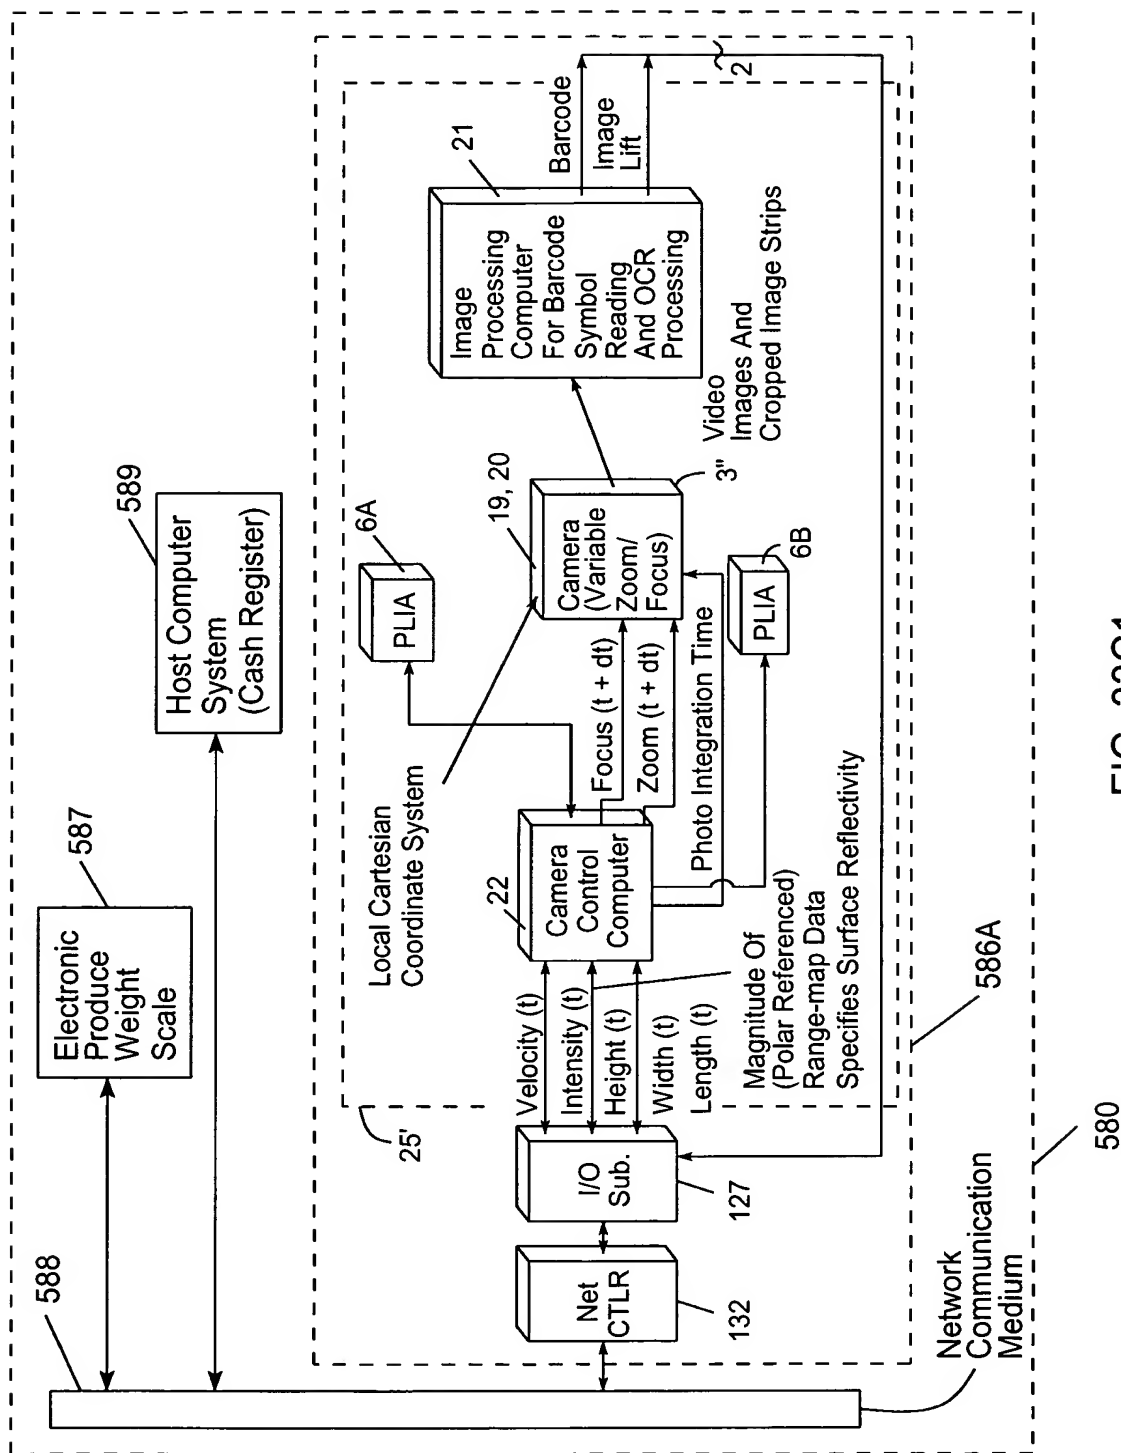 588
587
Electronic
Produce
Weight
Scale
589
Host Computer
System
(Cash Register)
25'
Local Cartesian
Coordinate System
6A
PLIA
19, 20
Camera
(Variable
Zoom/
Focus)
3"
21
Image
Processing
Computer
For Barcode
Symbol
Reading
And OCR
Processing
Barcode
Image
Lift
2
Video
Images And
Cropped Image Strips
22
Camera
Control
Computer
Focus (t + dt)
Zoom (t + dt)
Photo Integration Time
6B
PLIA
Velocity (t)
Intensity (t)
Height (t)
Width (t)
Length (t)
Magnitude Of
(Polar Referenced)
Range-map Data
Specifies Surface Reflectivity
I/O
Sub.
127
Net
CTLR
132
586A
580
Network
Communication
Medium